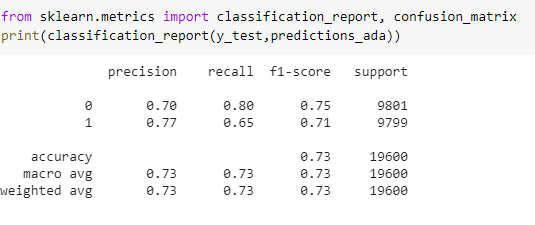 from sklearn.metrics import classification_report, confusion_matrix
print(classification_report(y_test,predictions_ada))
precision recall f1-score support
0 0.70 0.80 0.75 9801
1 0.77 0.65 0.71 9799
accuracy 0.73 19600
macro avg 0.73 0.73 0.73 19600
weighted avg 0.73 0.73 0.73 19600